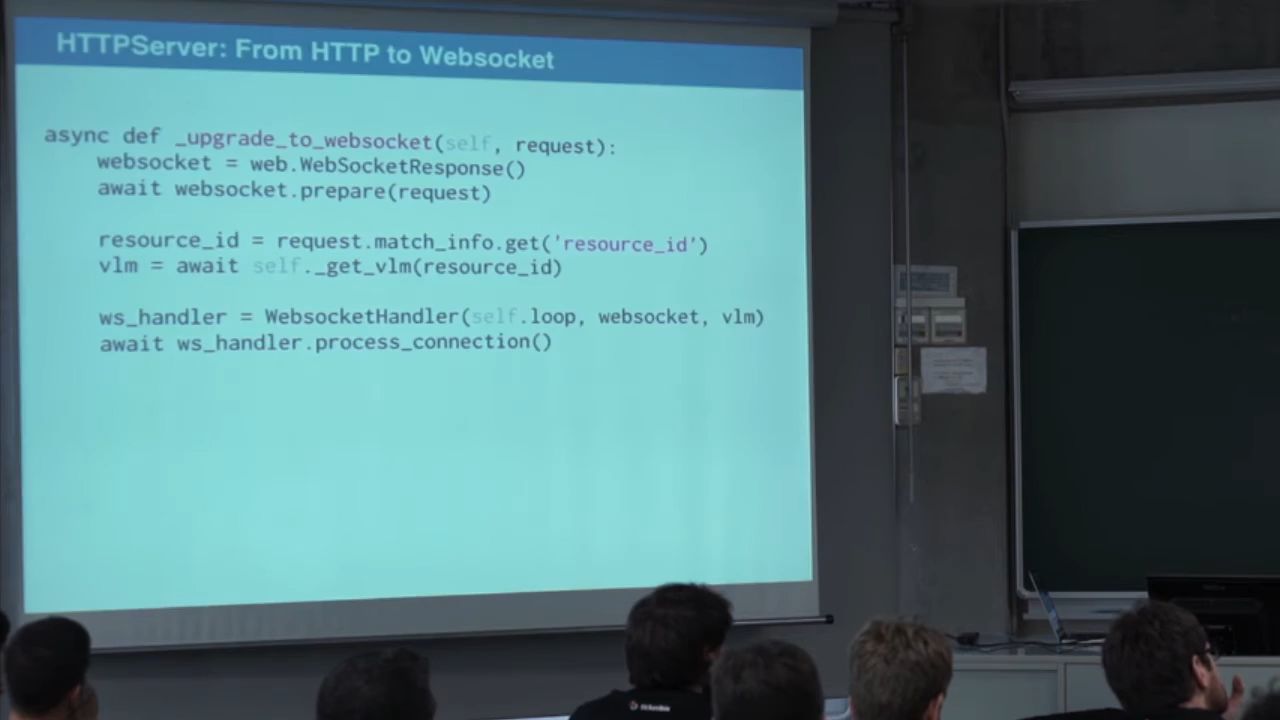 HTTPServer: From HTTP to Websocket
async def _upgrade_to_websocket(self, request):
websocket = web.WebSocketResponse()
await websocket.prepare(request)
resource_id = request.match_info.get('resource_id')
vlm = await self._get_vlm(resource_id)
ws_handler = WebsocketHandler(self.loop, websocket, vlm)
await ws_handler.process_connection()